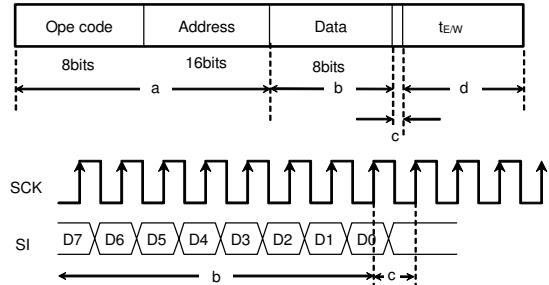 Ope code Address Data tE/W
8bits 16bits 8bits
a b d
c
SCK
SI D7 D6 D5 D4 D3 D2 D1 D0
b c